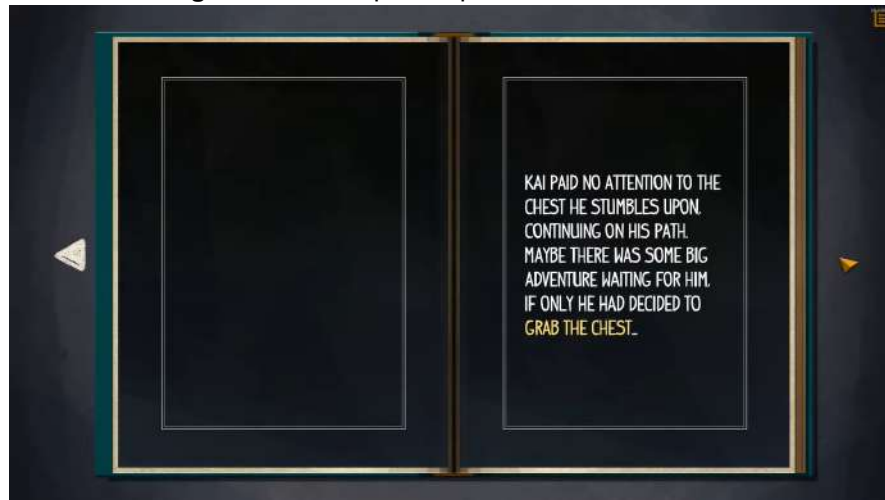 KAI PAID NO ATTENTION TO THE
CHEST HE STUMBLES UPON.
CONTINUING ON HIS PATH.
MAYBE THERE WAS SOME BIG
ADVENTURE WAITING FOR HIM.
IF ONLY HE HAD DECIDED TO
GRAB THE CHEST...